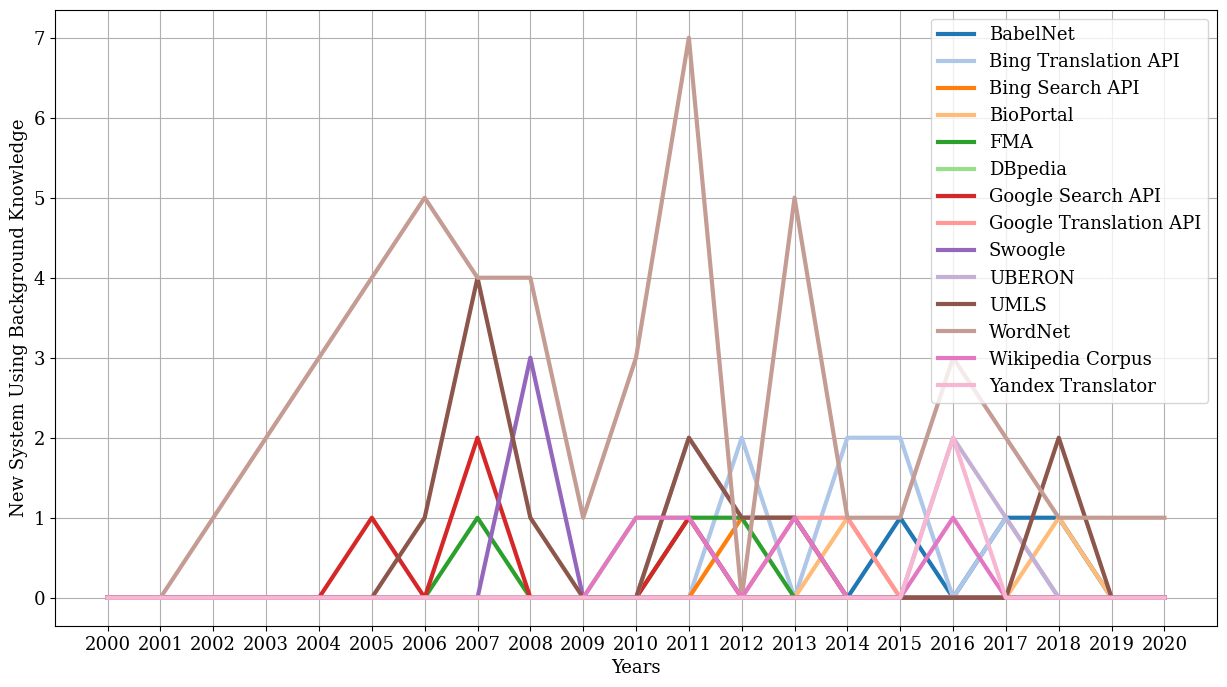 New System Using Background Knowledge
7
6
5
4
3
2
1
0
BabelNet
Bing Translation API
Bing Search API
BioPortal
FMA
DBpedia
Google Search API
Google Translation API
Swoogle
UBERON
UMLS
WordNet
Wikipedia Corpus
Yandex Translator
2000 2001 2002 2003 2004 2005 2006 2007 2008 2009 2010 2011 2012 2013 2014 2015 2016 2017 2018 2019 2020
Years